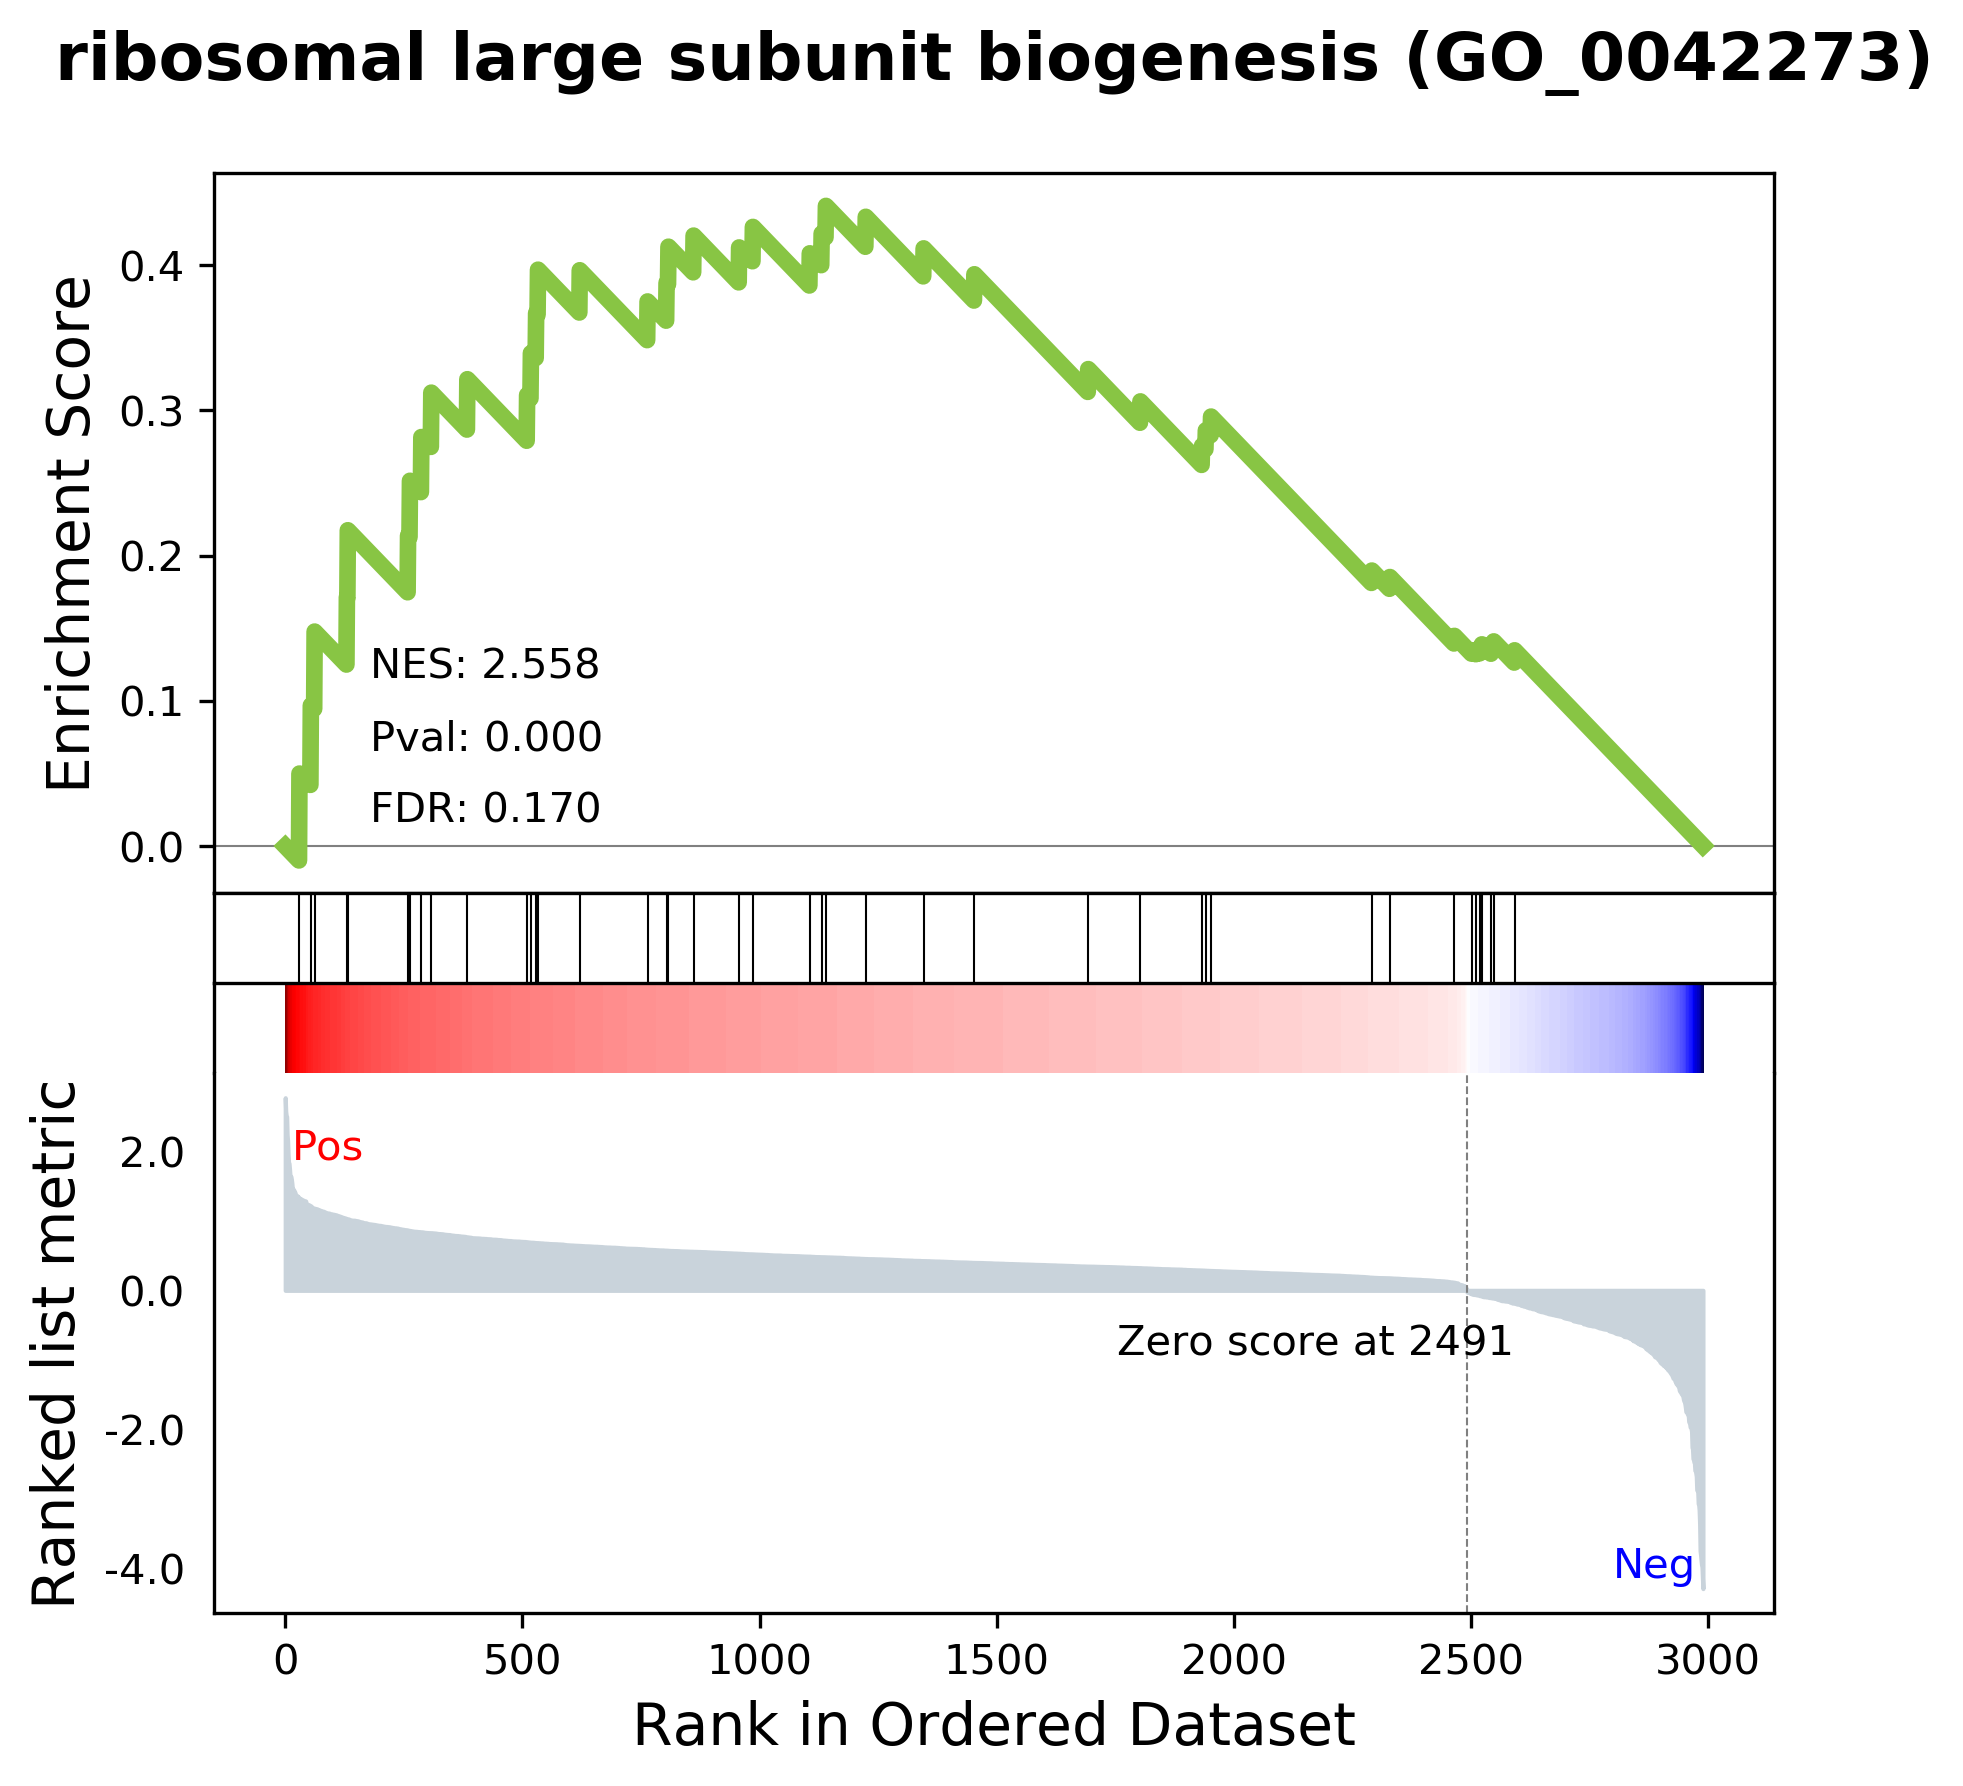 ribosomal large subunit biogenesis (GO_0042273)
Enrichment Score
0.4
0.3
0.2
0.1
0.0
NES: 2.558
Pval: 0.000
FDR: 0.170
Ranked list metric
2.0
0.0
-2.0
-4.0
Pos
Zero score at 2491
Neg
0 500 1000 1500 2000 2500 3000
Rank in Ordered Dataset